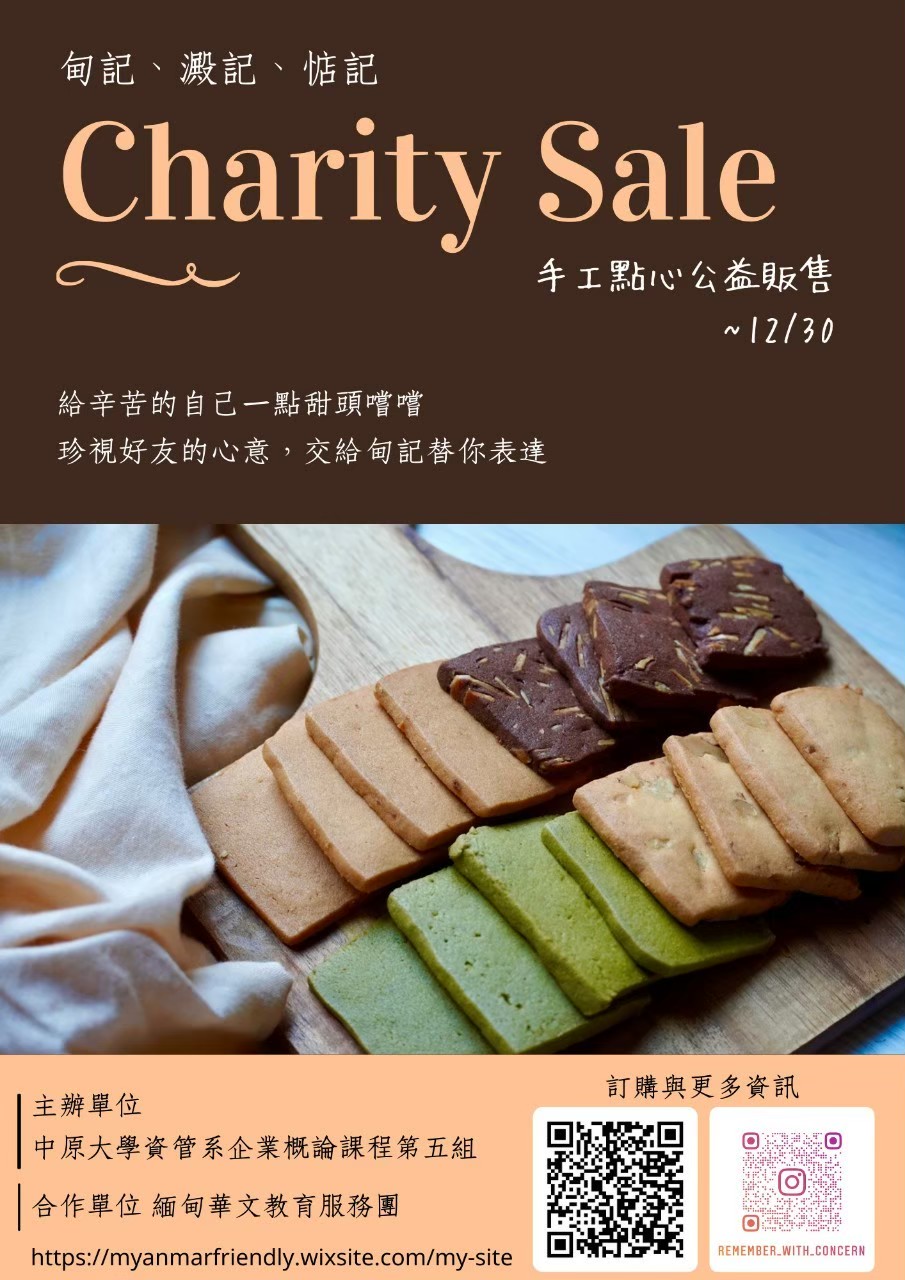 甸記、澱記、惦記
Charity Sale
手工點心公益販售
~12/30
給辛苦的自己一點甜頭嚐嚐
珍視好友的心意，交給甸記替你表達
訂購與更多資訊
主辦單位
中原大學資管系企業概論課程第五組
合作單位 緬甸華文教育服務團
https://myanmarfriendly.wixsite.com/my-site
REMEMBER_WITH_CONCERN